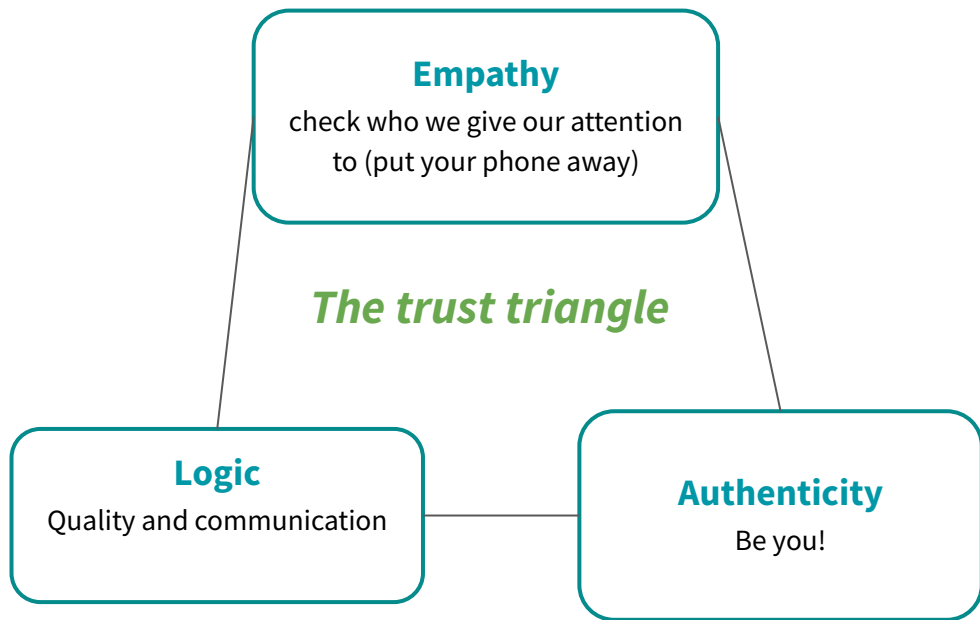 Empathy
check who we give our attention
to (put your phone away)
The trust triangle
Logic
Quality and communication
Authenticity
Be you!